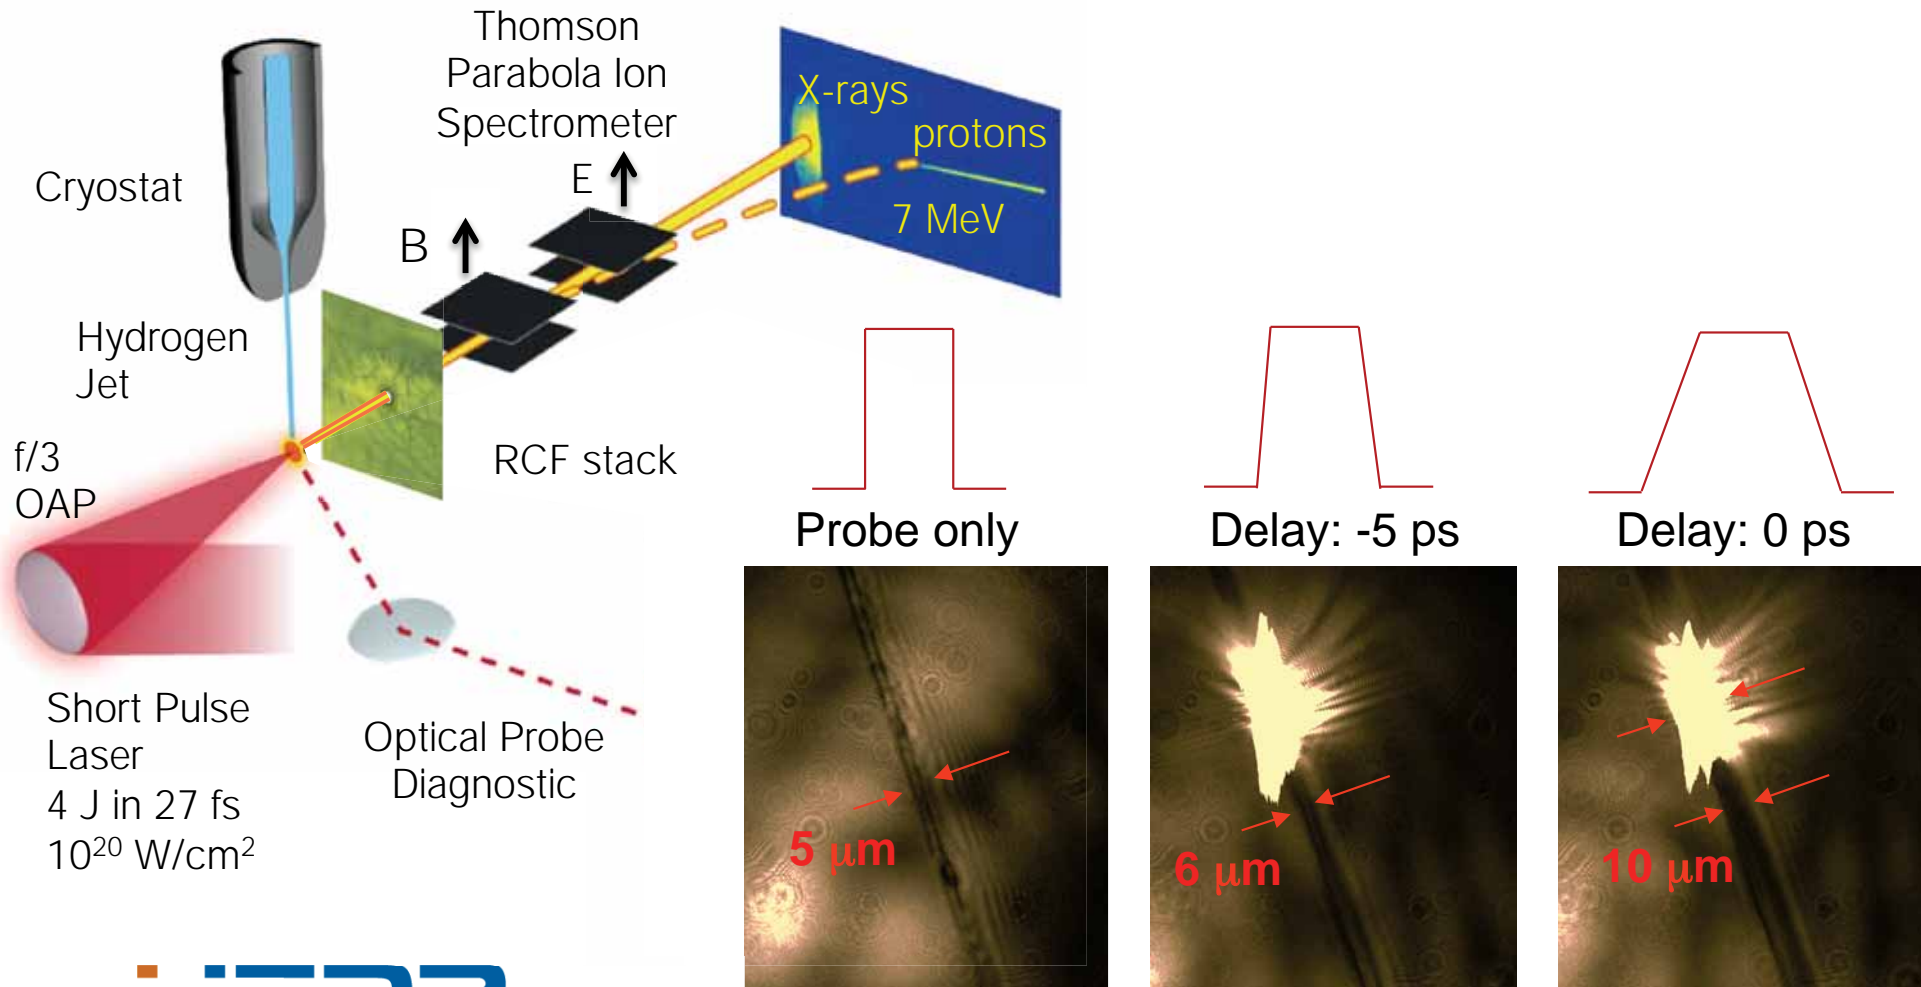 Thomson
Parabola Ion
Spectrometer
Cryostat
E
B
X-rays
protons
7 MeV
Hydrogen
Jet
f/3
OAP
RCF stack
Short Pulse
Laser
4 J in 27 fs
10²⁰ W/cm²
Optical Probe
Diagnostic
Probe only
Delay: -5 ps
Delay: 0 ps
5 μm
6 μm
10 μm